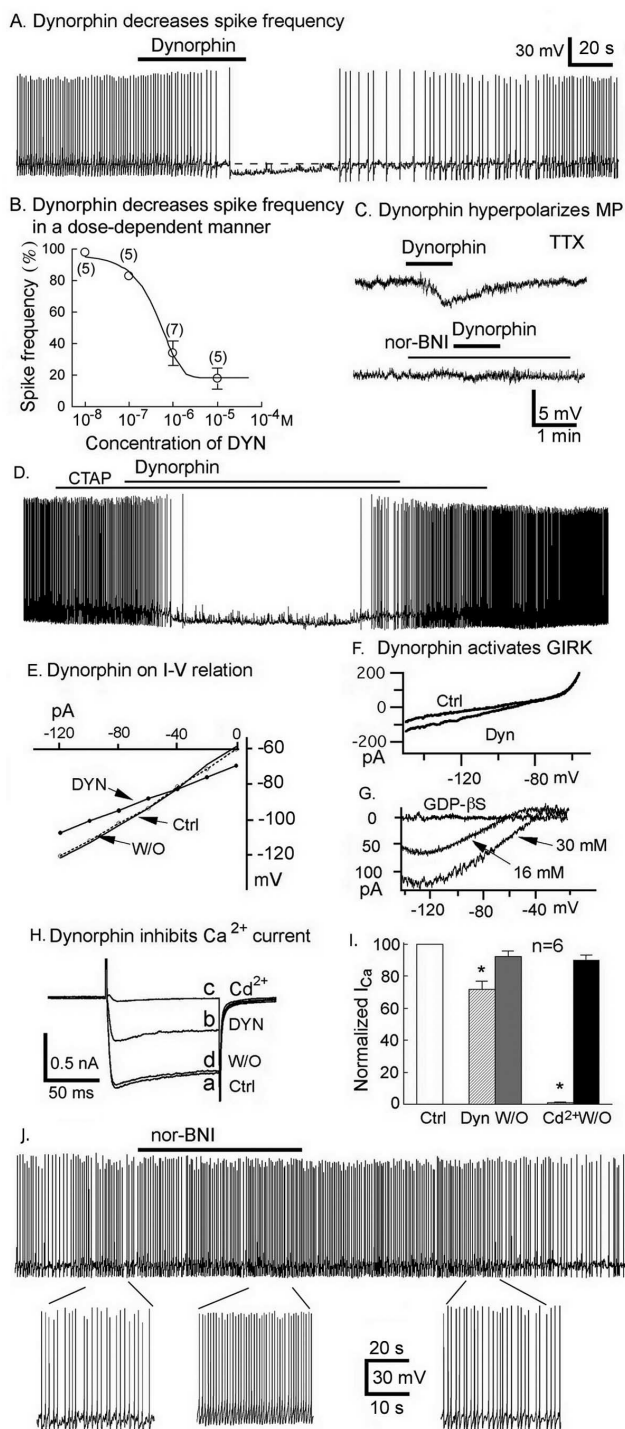 A. Dynorphin decreases spike frequency
Dynorphin
30 mV 20 s
B. Dynorphin decreases spike frequency
in a dose-dependent manner
Spike frequency (%)
100
80
60
40
20
0
(5)
(5)
(7)
(5)
10-8 10-7 10-6 10-5 10-4 M
Concentration of DYN
C. Dynorphin hyperpolarizes MP
Dynorphin
TTX
Dynorphin
nor-BNI
5 mV
1 min
D.
Dynorphin
CTAP
E. Dynorphin on I-V relation
pA
-120 -80 -40 0
-60
-80
-100
-120
mV
DYN
Ctrl
W/O
F. Dynorphin activates GIRK
200
0
-200
pA
Ctrl
Dyn
-120 -80 mV
G.
GDP-βS
0
50
100
pA
30 mM
16 mM
-120 -80 -40 mV
H. Dynorphin inhibits Ca2+ current
c Cd2+
b DYN
d W/O
a Ctrl
0.5 nA
50 ms
I.
n=6
Normalized ICa
100
80
60
40
20
0
*
*
Ctrl Dyn W/O Cd2+ W/O
J.
nor-BNI
20 s
30 mV
10 s